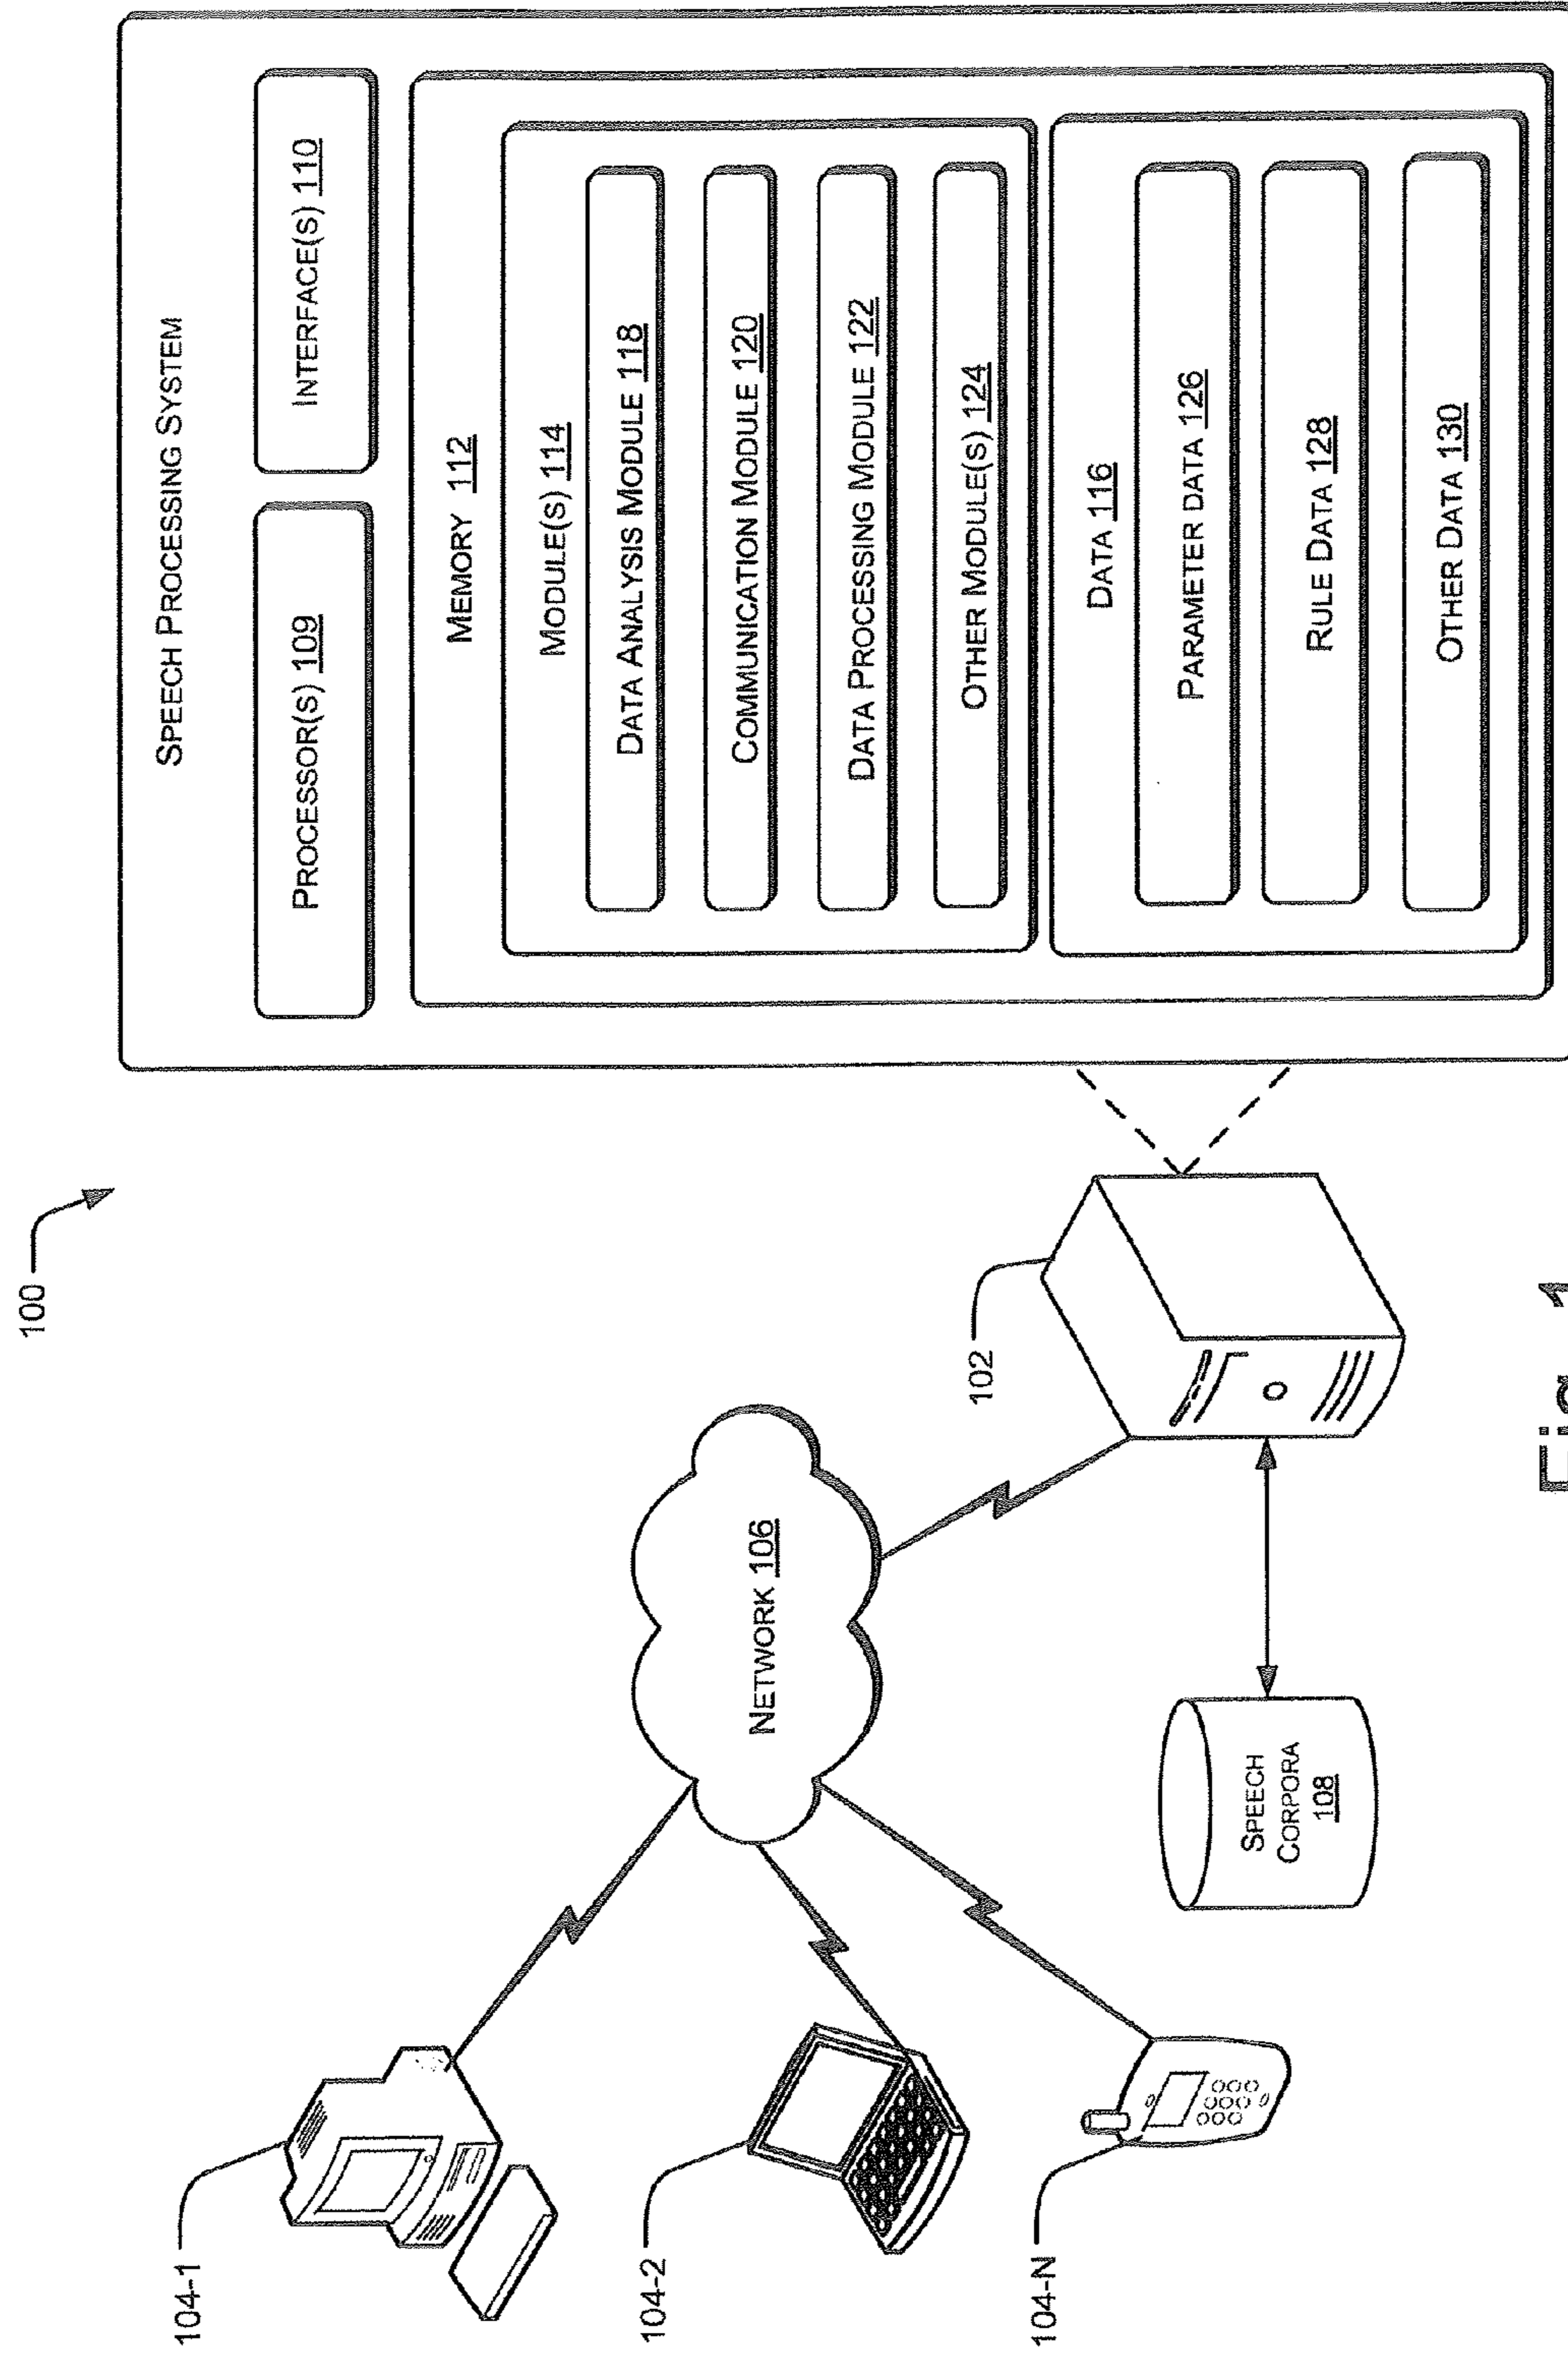 100
104-1
104-2
104-N
NETWORK 106
SPEECH
CORPORA
108
102
SPEECH PROCESSING SYSTEM
PROCESSOR(S) 109
INTERFACE(S) 110
MEMORY 112
MODULE(S) 114
DATA ANALYSIS MODULE 118
COMMUNICATION MODULE 120
DATA PROCESSING MODULE 122
OTHER MODULE(S) 124
DATA 116
PARAMETER DATA 126
RULE DATA 128
OTHER DATA 130
Fig. 1